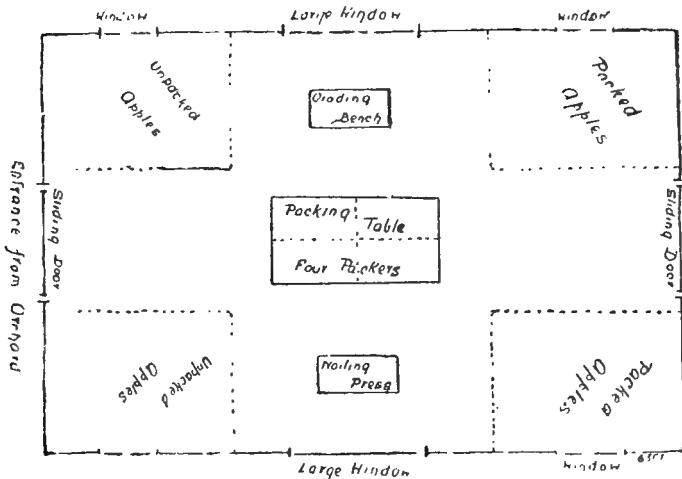 Window
Large Window
Window
Unpacked
Apples
Grading
Bench
Packed
Apples
Entrance from Orchard
Sliding Door
Packing Table
Four Packers
Sliding Door
Unpacked
Apples
Nailing
Press
Packed
Apples
Large Window
Window